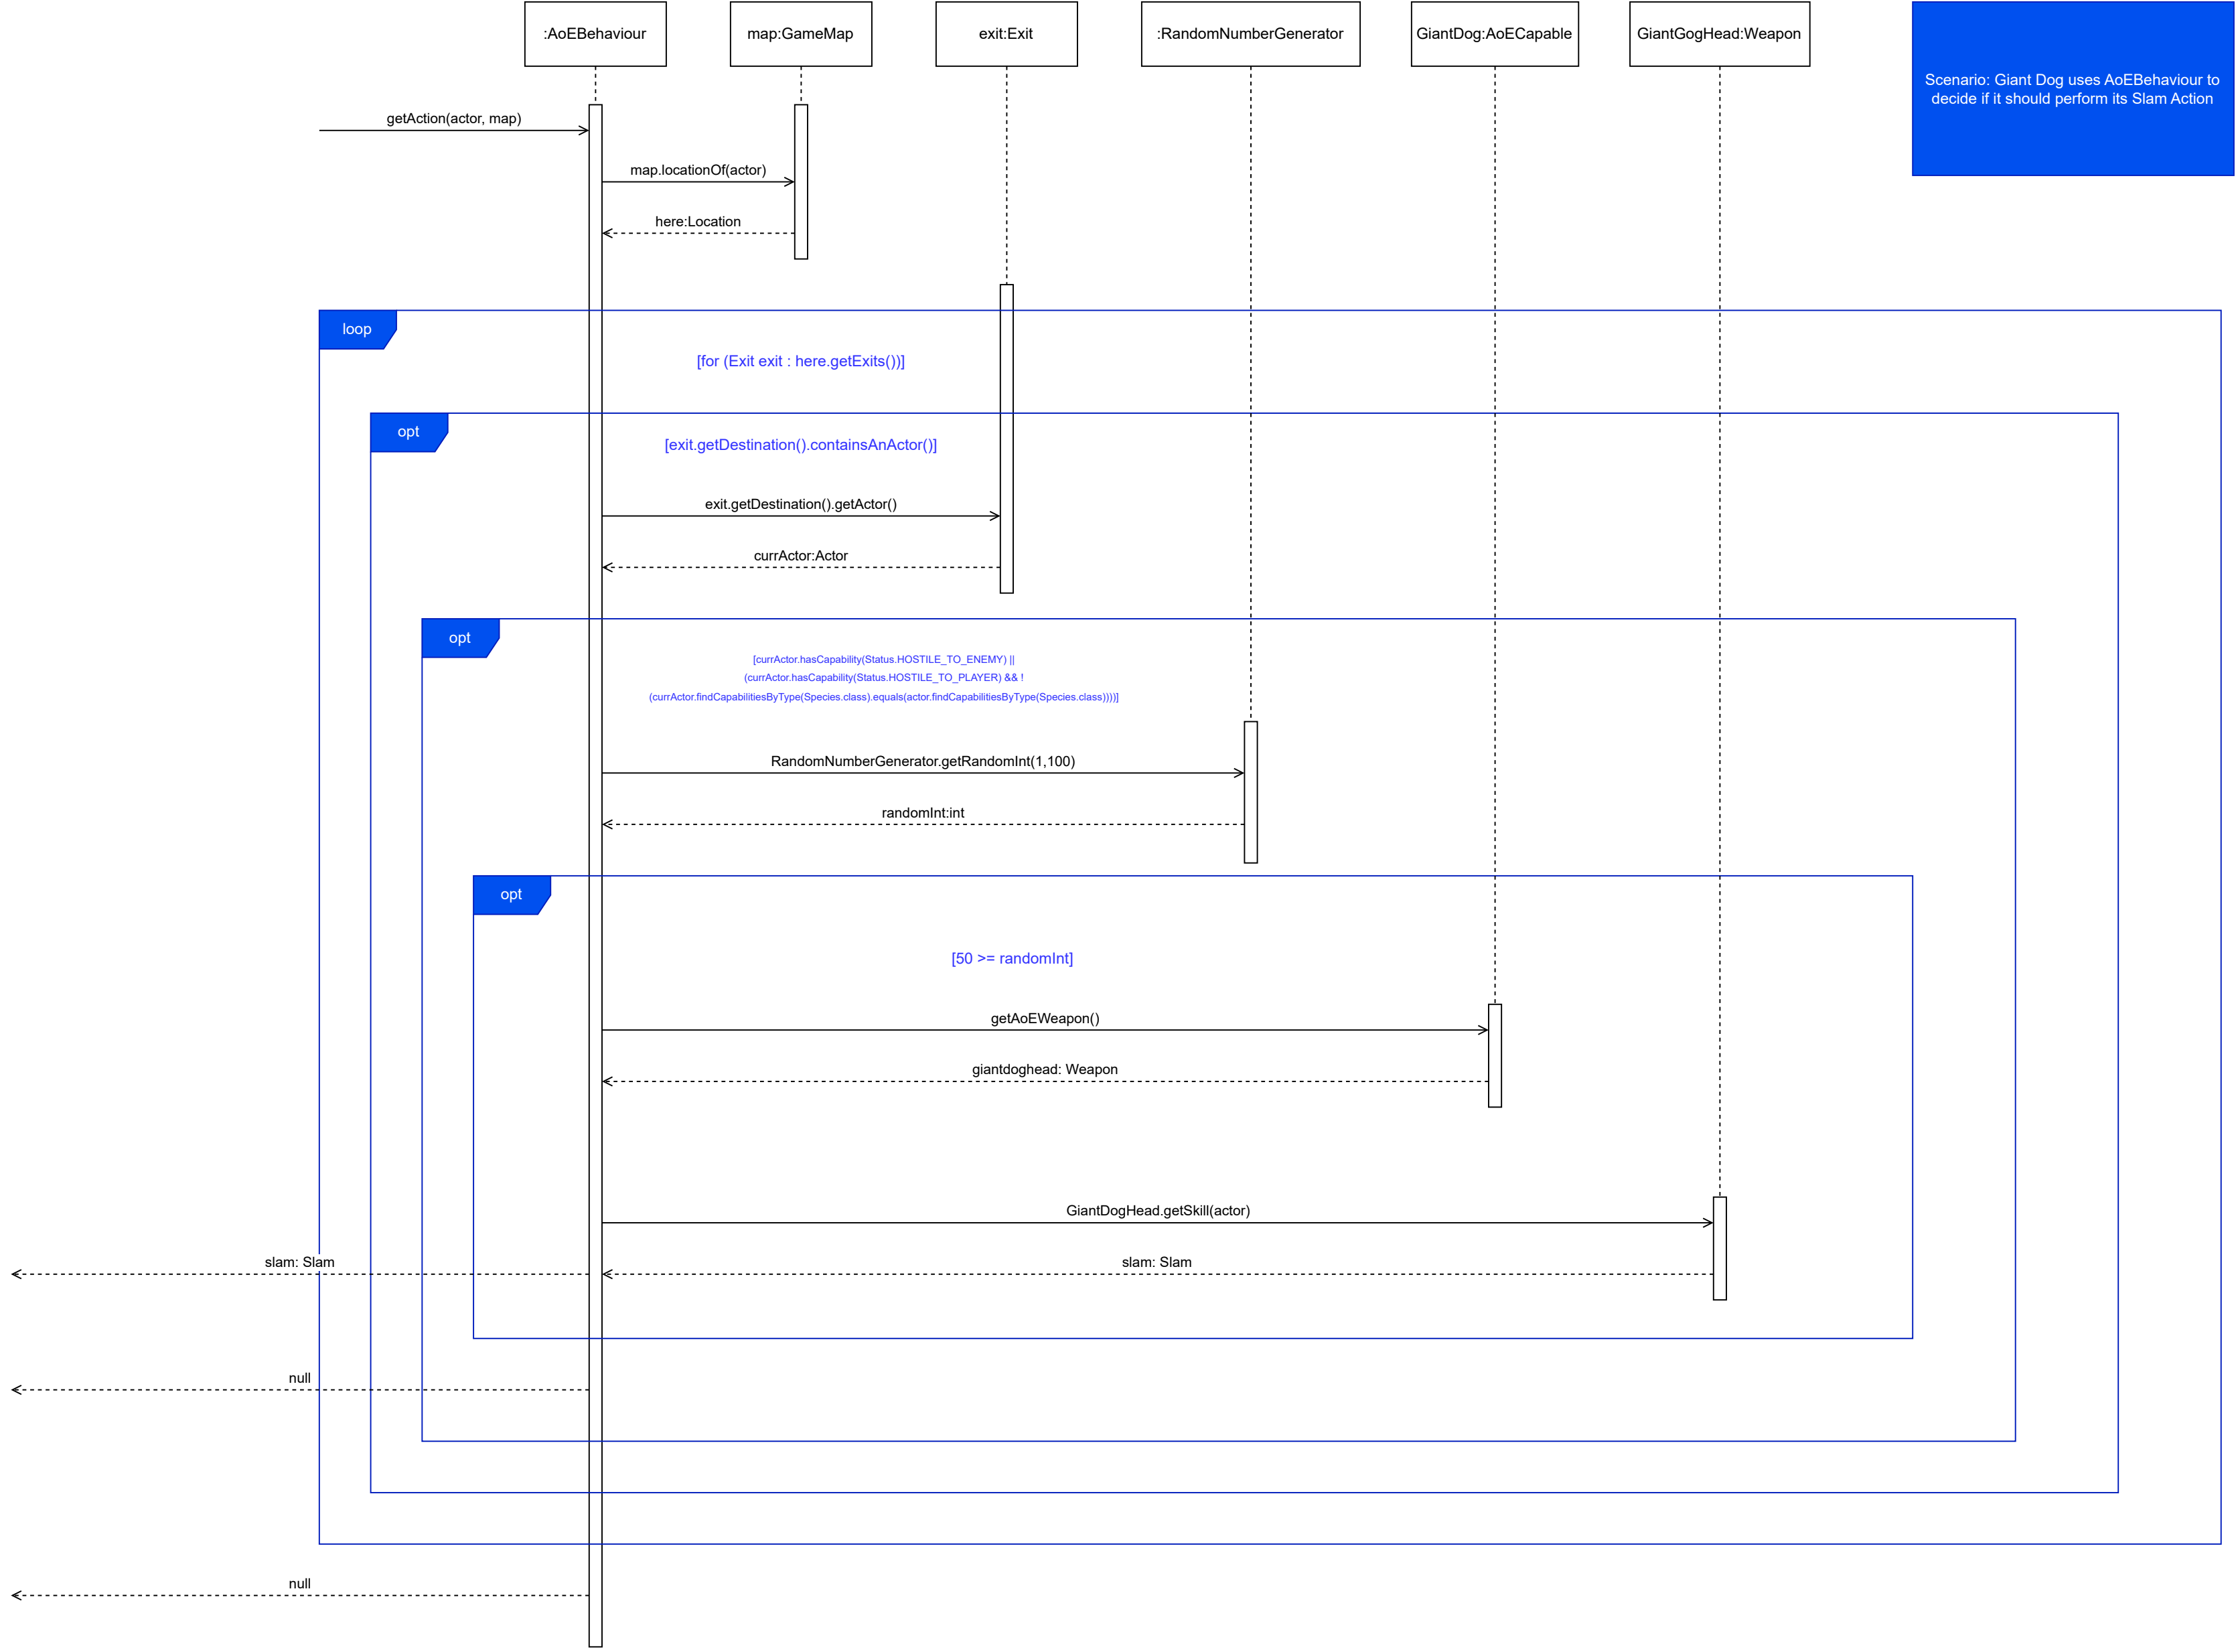 :AoEBehaviour
map:GameMap
exit:Exit
:RandomNumberGenerator
GiantDog:AoECapable
GiantGogHead:Weapon
Scenario: Giant Dog uses AoEBehaviour to
decide if it should perform its Slam Action
getAction(actor, map)
map.locationOf(actor)
here:Location
loop
[for (Exit exit : here.getExits())]
opt
[exit.getDestination().containsAnActor()]
exit.getDestination().getActor()
currActor:Actor
opt
[currActor.hasCapability(Status.HOSTILE_TO_ENEMY) ||
(currActor.hasCapability(Status.HOSTILE_TO_PLAYER) && !
(currActor.findCapabilitiesByType(Species.class).equals(actor.findCapabilitiesByType(Species.class))))]
RandomNumberGenerator.getRandomInt(1,100)
randomInt:int
opt
[50 >= randomInt]
getAoEWeapon()
giantdoghead: Weapon
GiantDogHead.getSkill(actor)
slam: Slam
slam: Slam
null
null